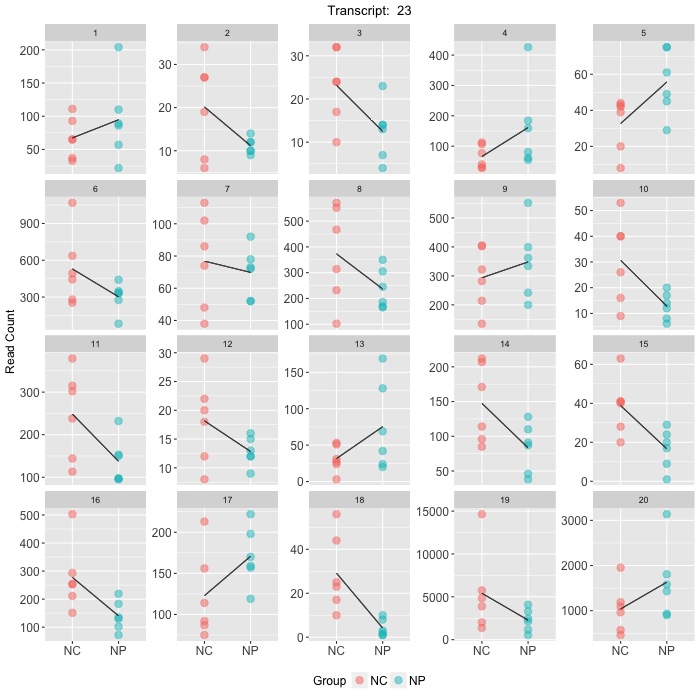 Transcript: 23
1 2 3 4 5
200 150 100 50
30 20 10
30 20 10
400 300 200 100
60 40 20
6 7 8 9 10
900 600 300
100 80 60 40
500 400 300 200 100
500 400 300 200
50 40 30 20 10
Read Count
11 12 13 14 15
300 200 100
30 25 20 15 10
150 100 50 0
200 150 100 50
60 40 20 0
16 17 18 19 20
500 400 300 200 100
200 150 100
40 20 0
15000 10000 5000 0
3000 2000 1000
NC NP NC NP NC NP NC NP NC NP
Group NC NP